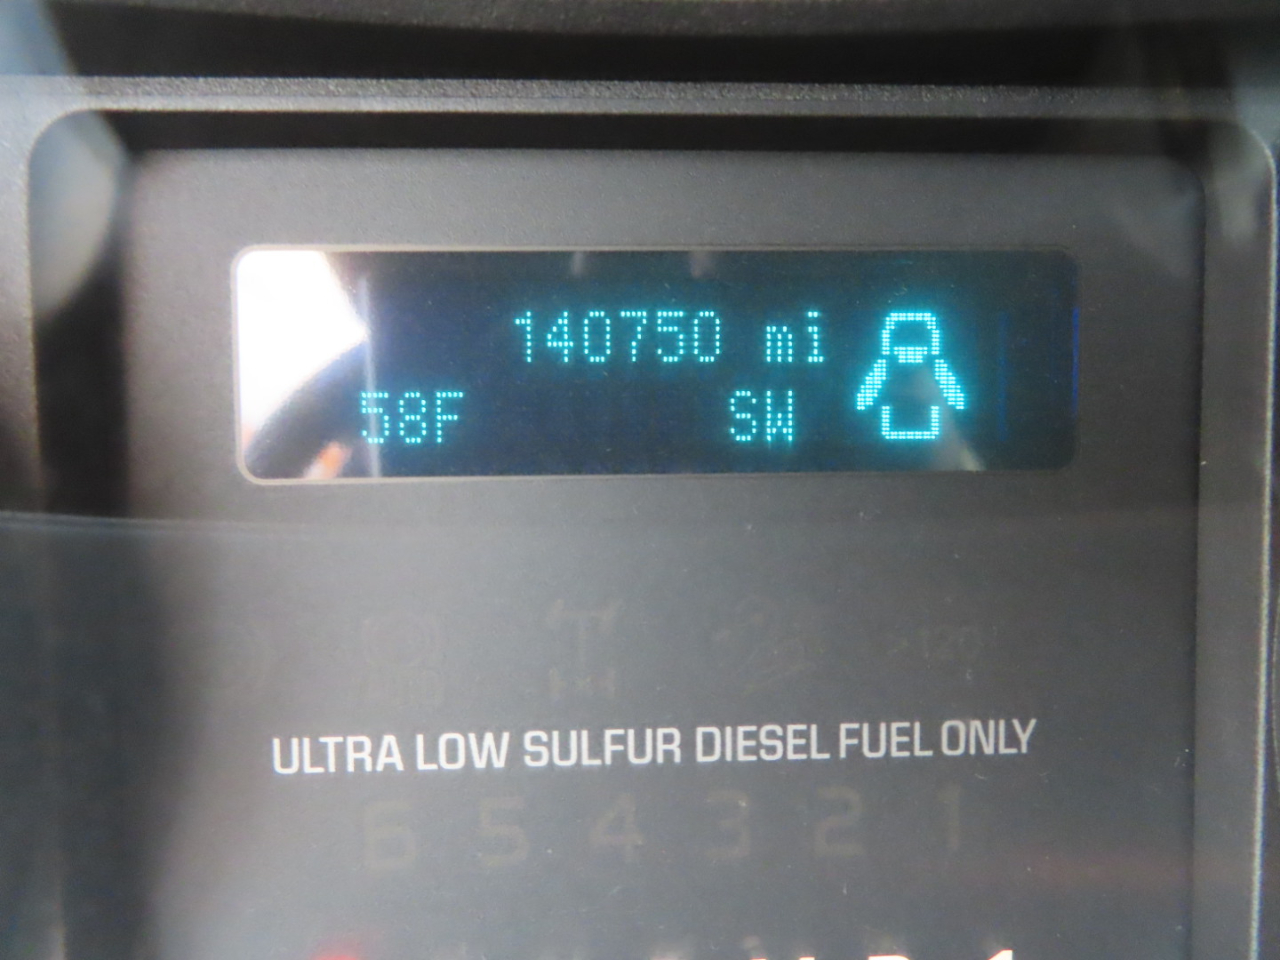 140750 mi
58F SW
ULTRA LOW SULFUR DIESEL FUEL ONLY
6 5 4 3 2 1